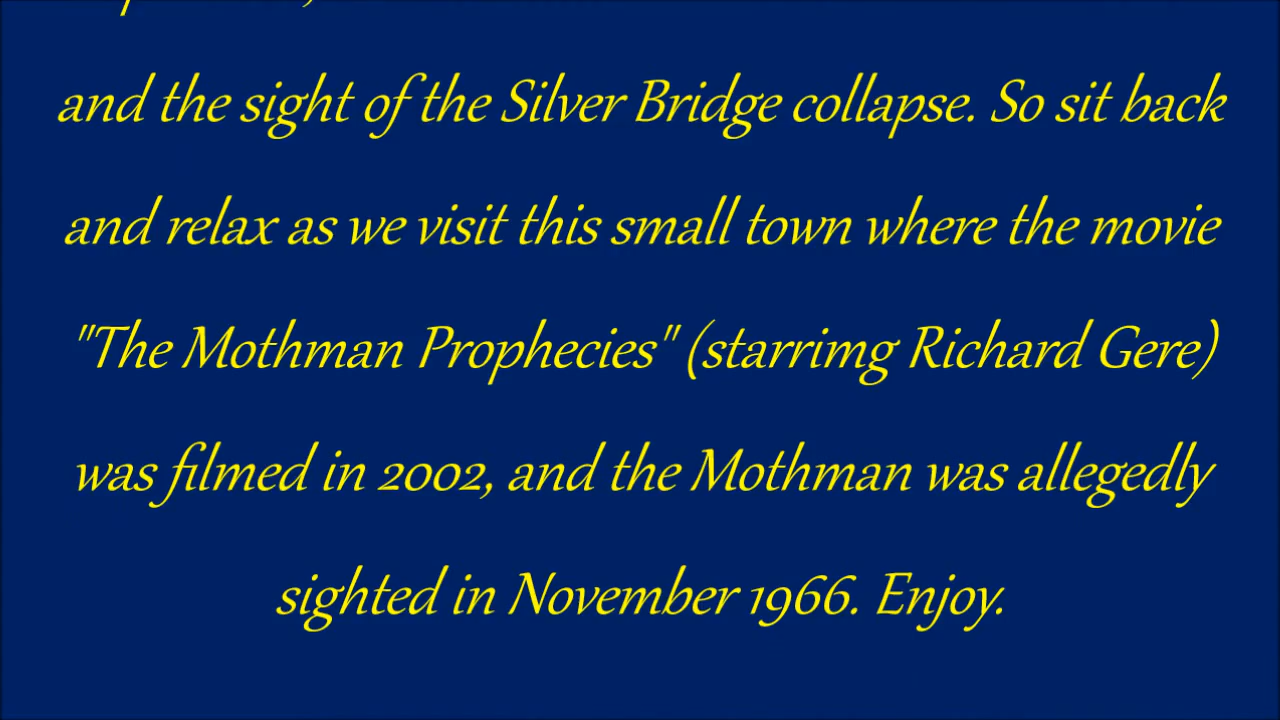 and the sight of the Silver Bridge collapse. So sit back
and relax as we visit this small town where the movie
"The Mothman Prophecies" (starrimg Richard Gere)
was filmed in 2002, and the Mothman was allegedly
sighted in November 1966. Enjoy.